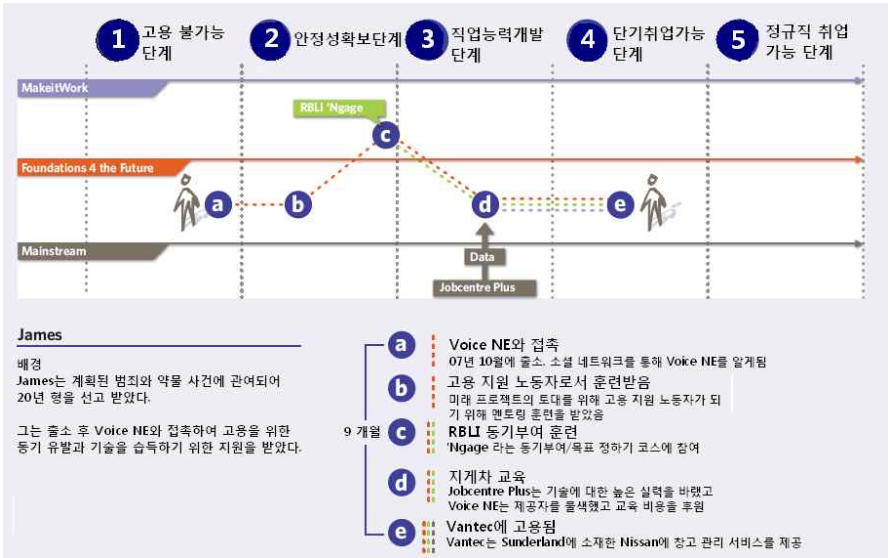 1 고용 불가능
단계
2 안정성확보단계
3 직업능력개발
단계
4 단기취업가능
단계
5 정규직 취업
가능 단계
MakeitWork
RBLI 'Ngage
c
Foundations 4 the Future
a
b
d
e
Mainstream
Data
Jobcentre Plus
James
배경
James는 계획된 범죄와 약물 사건에 관여되어
20년 형을 선고 받았다.
그는 출소 후 Voice NE와 접촉하여 고용을 위한
동기 유발과 기술을 습득하기 위한 지원을 받았다.
9 개월
a Voice NE와 접촉
07년 10월에 출소. 소셜 네트워크를 통해 Voice NE를 알게됨
b 고용 지원 노동자로서 훈련받음
미래 프로젝트의 토대를 위해 고용 지원 노동자가 되
기 위해 멘토링 훈련을 받았음
c RBLI 동기부여 훈련
'Ngage 라는 동기부여/목표 정하기 코스에 참여
d 지게차 교육
Jobcentre Plus는 기술에 대한 높은 실력을 바랬고
Voice NE는 제공자를 물색했고 교육 비용을 후원
e Vantec에 고용됨
Vantec는 Sunderland에 소재한 Nissan에 창고 관리 서비스를 제공